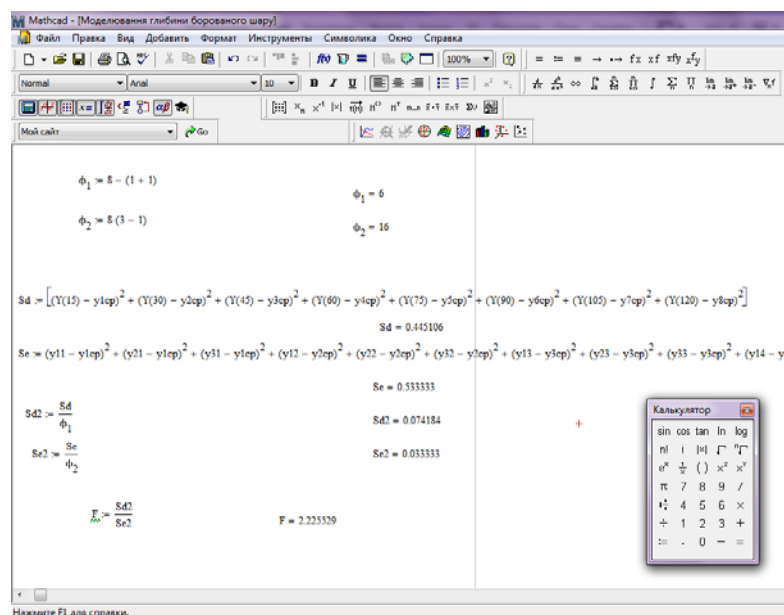 Mathcad - [Моделювання глибини борованого шару]
Файл Правка Вид Добавить Формат Инструменты Символика Окно Справка
100%
Normal Arial 10 B I U
Мой сайт Go
ϕ1 := 8 − (1 + 1)
ϕ1 = 6
ϕ2 := 8·(3 − 1)
ϕ2 = 16
Sd := [(Y(15) − y1cp)² + (Y(30) − y2cp)² + (Y(45) − y3cp)² + (Y(60) − y4cp)² + (Y(75) − y5cp)² + (Y(90) − y6cp)² + (Y(105) − y7cp)² + (Y(120) − y8cp)²]
Sd = 0.445106
Se := (y11 − y1cp)² + (y21 − y1cp)² + (y31 − y1cp)² + (y12 − y2cp)² + (y22 − y2cp)² + (y32 − y2cp)² + (y13 − y3cp)² + (y23 − y3cp)² + (y33 − y3cp)² + (y14 − y
Se = 0.533333
Sd2 := Sd/ϕ1
Sd2 = 0.074184
Se2 := Se/ϕ2
Se2 = 0.033333
F := Sd2/Se2
F = 2.225529
Калькулятор
sin cos tan ln log
n! i |×| √ ⁿ√
eˣ 1/x ( ) x² xʸ
π 7 8 9 /
4 5 6 ×
÷ 1 2 3 +
:= . 0 − =
Нажмите F1 для справки.